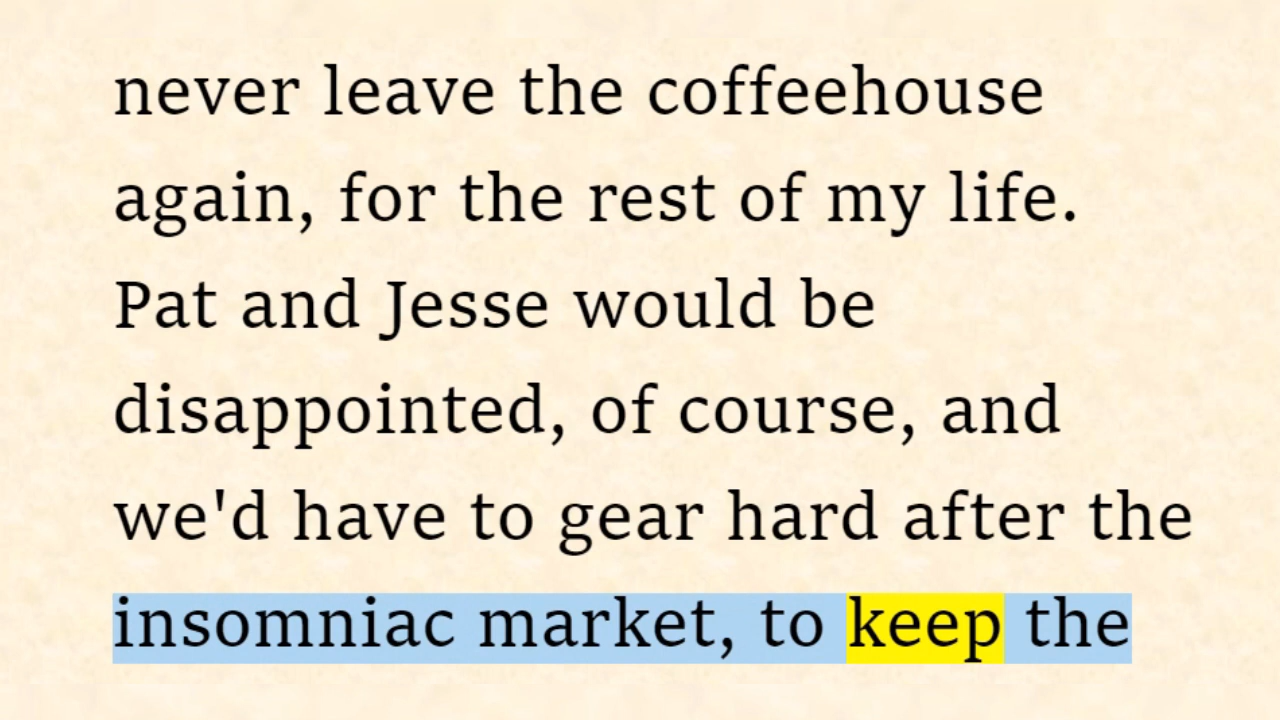 never leave the coffeehouse
again, for the rest of my life.
Pat and Jesse would be
disappointed, of course, and
we'd have to gear hard after the
insomniac market, to keep the